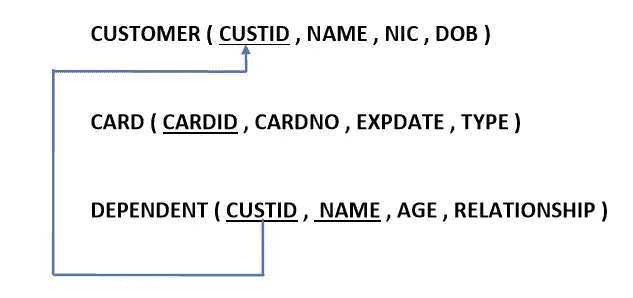 CUSTOMER ( CUSTID , NAME , NIC , DOB )
CARD ( CARDID , CARDNO , EXPDATE , TYPE )
DEPENDENT ( CUSTID , NAME , AGE , RELATIONSHIP )